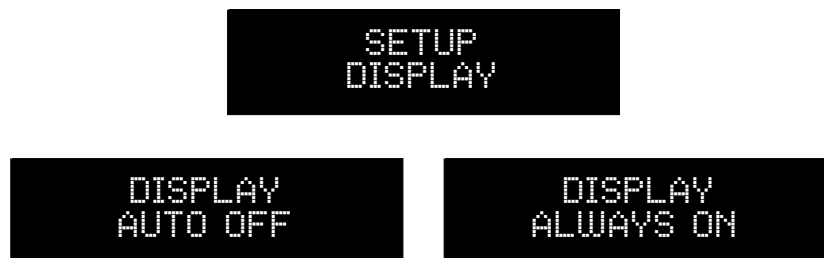 SETUP
DISPLAY
DISPLAY
AUTO OFF
DISPLAY
ALWAYS ON